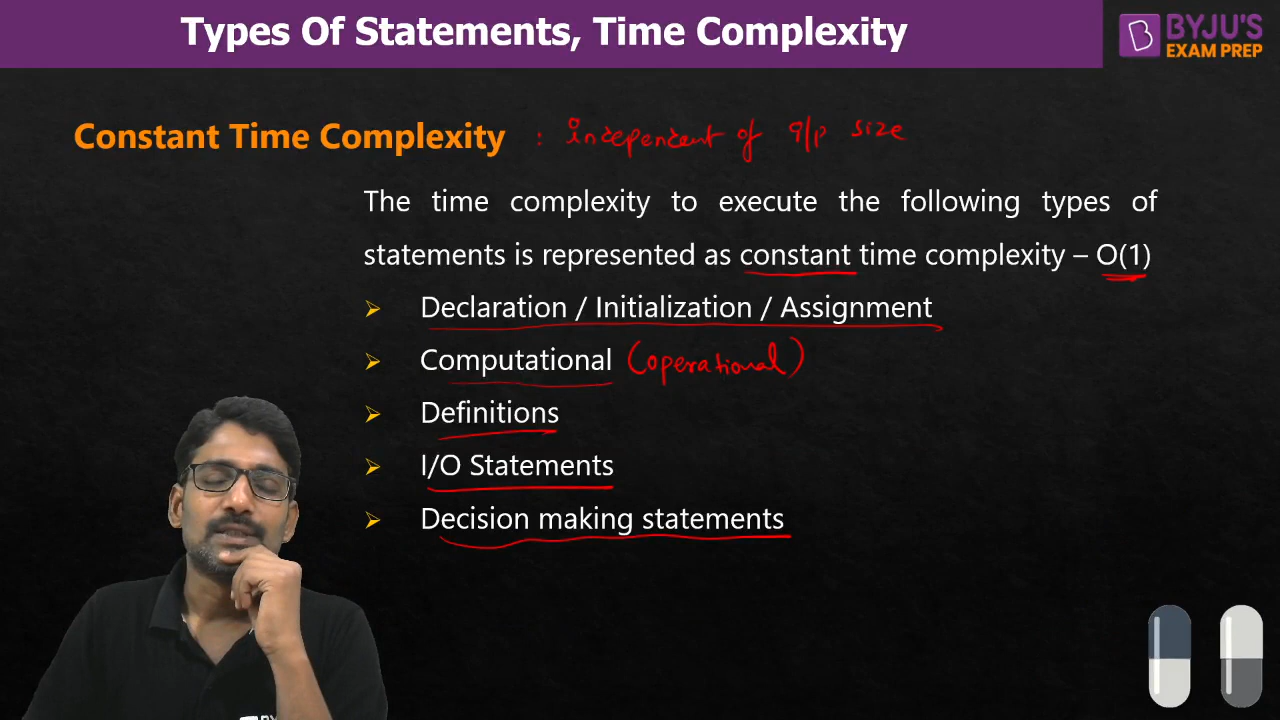 Types Of Statements, Time Complexity
BYJU'S
EXAM PREP
Constant Time Complexity : independent of i/p size
The time complexity to execute the following types of
statements is represented as constant time complexity – O(1)
➢ Declaration / Initialization / Assignment
➢ Computational (operational)
➢ Definitions
➢ I/O Statements
➢ Decision making statements